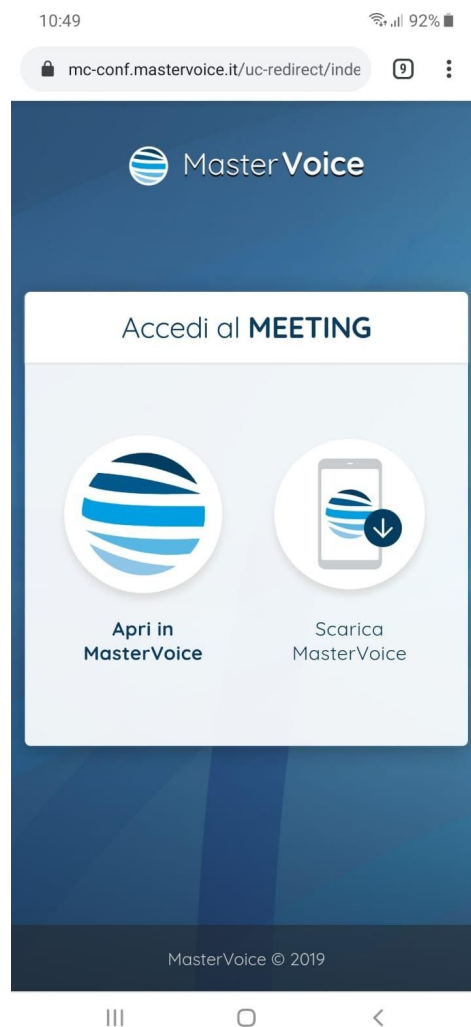 10:49
92%
mc-conf.mastervoice.it/uc-redirect/inde
9
MasterVoice
Accedi al MEETING
Apri in
MasterVoice
Scarica
MasterVoice
MasterVoice © 2019